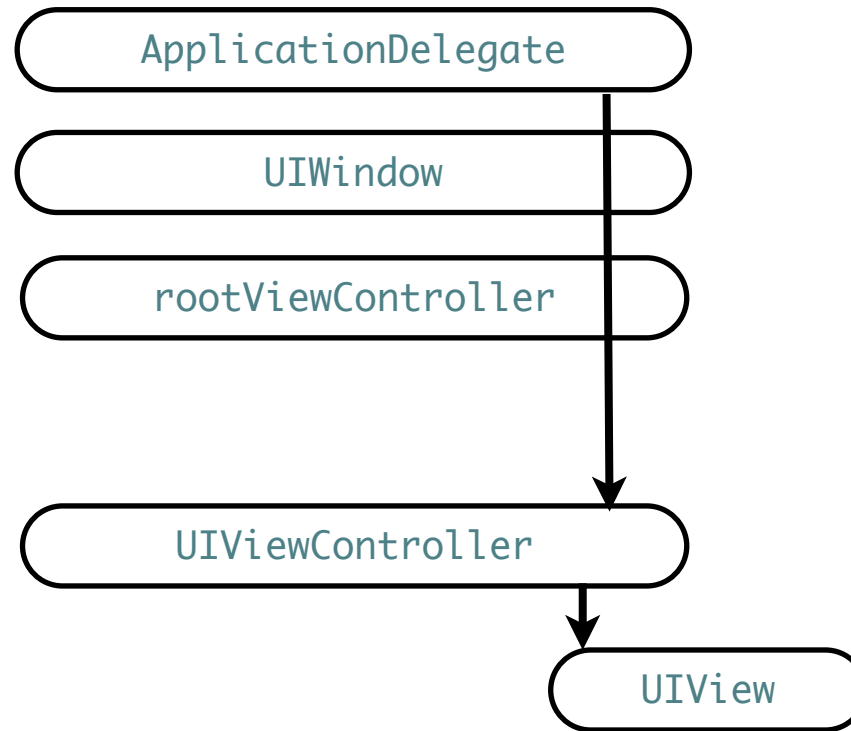 ApplicationDelegate
UIWindow
rootViewController
UIViewController
UIView